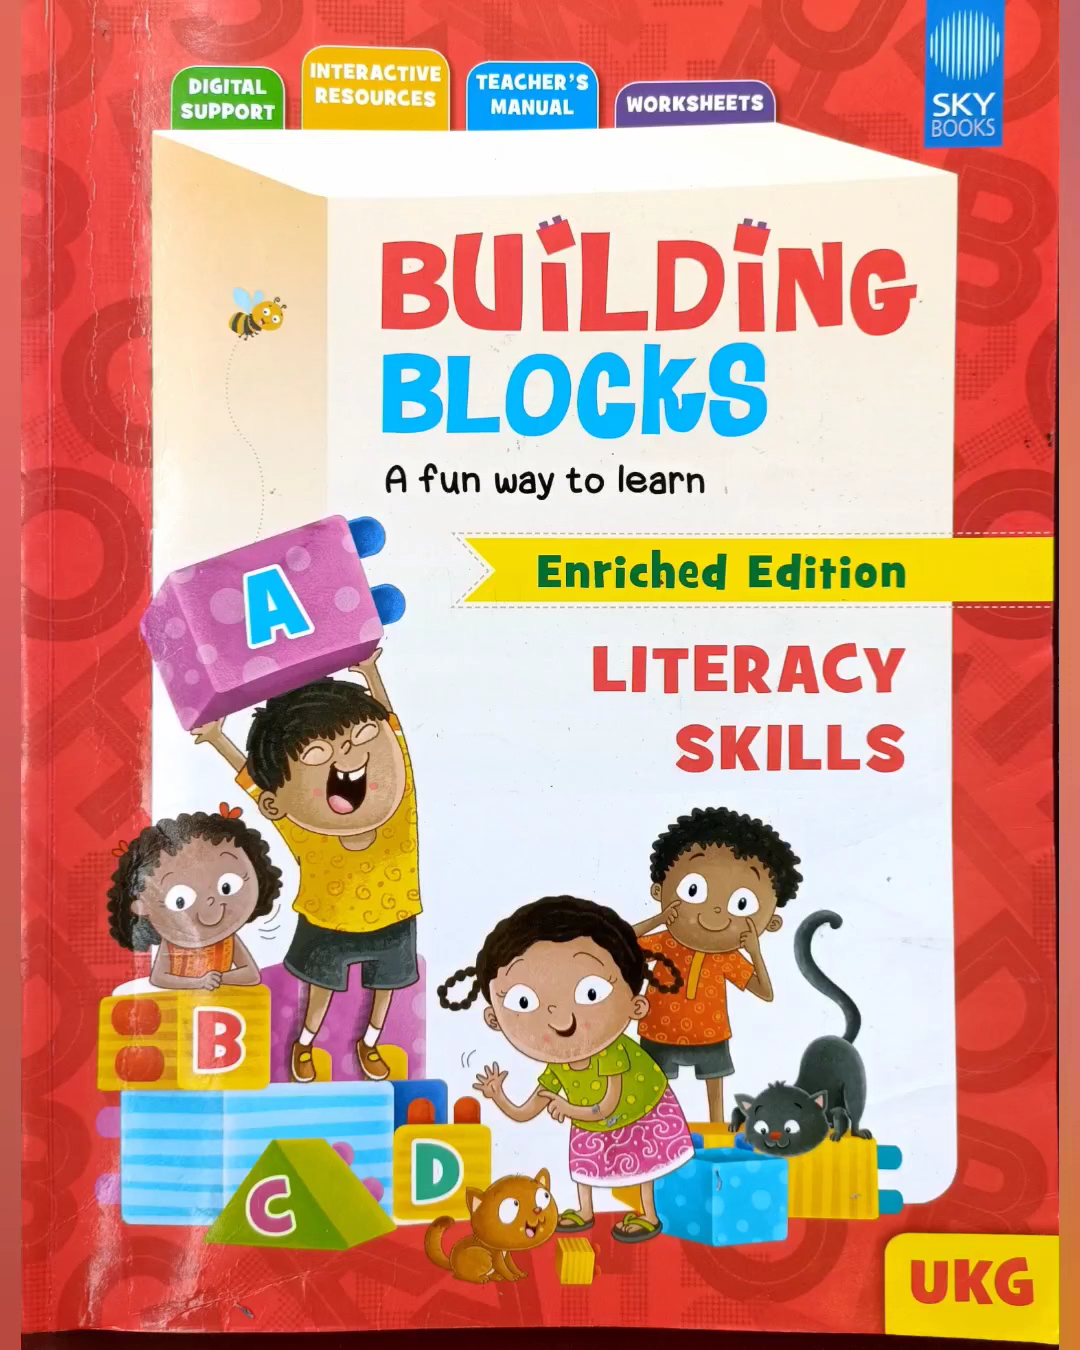 DIGITAL
SUPPORT
INTERACTIVE
RESOURCES
TEACHER'S
MANUAL
WORKSHEETS
SKY
BOOKS
BUiLDiNG
BLOCKS
A fun way to learn
Enriched Edition
LITERACY
SKILLS
A
B
C
D
UKG